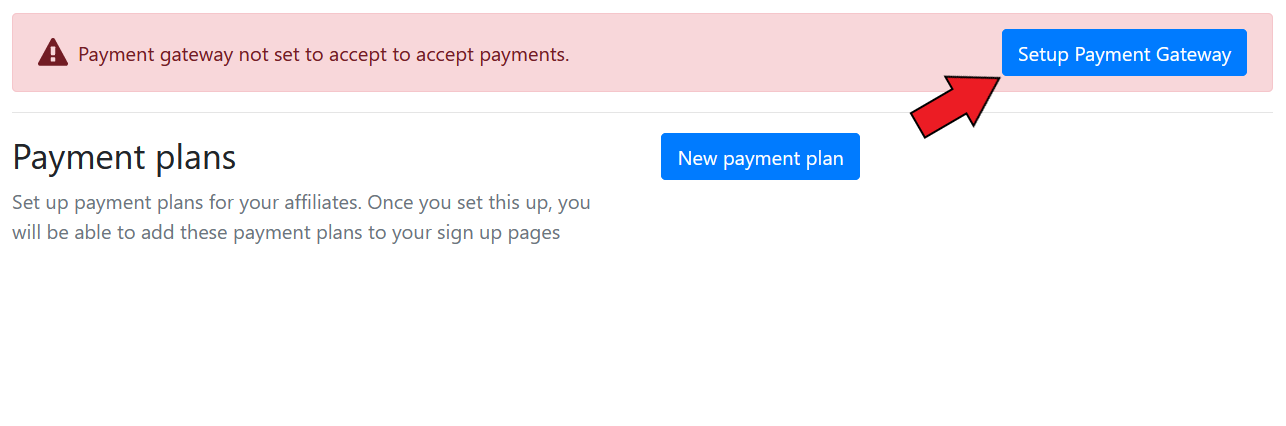 Payment gateway not set to accept to accept payments.
Setup Payment Gateway
Payment plans
New payment plan
Set up payment plans for your affiliates. Once you set this up, you
will be able to add these payment plans to your sign up pages